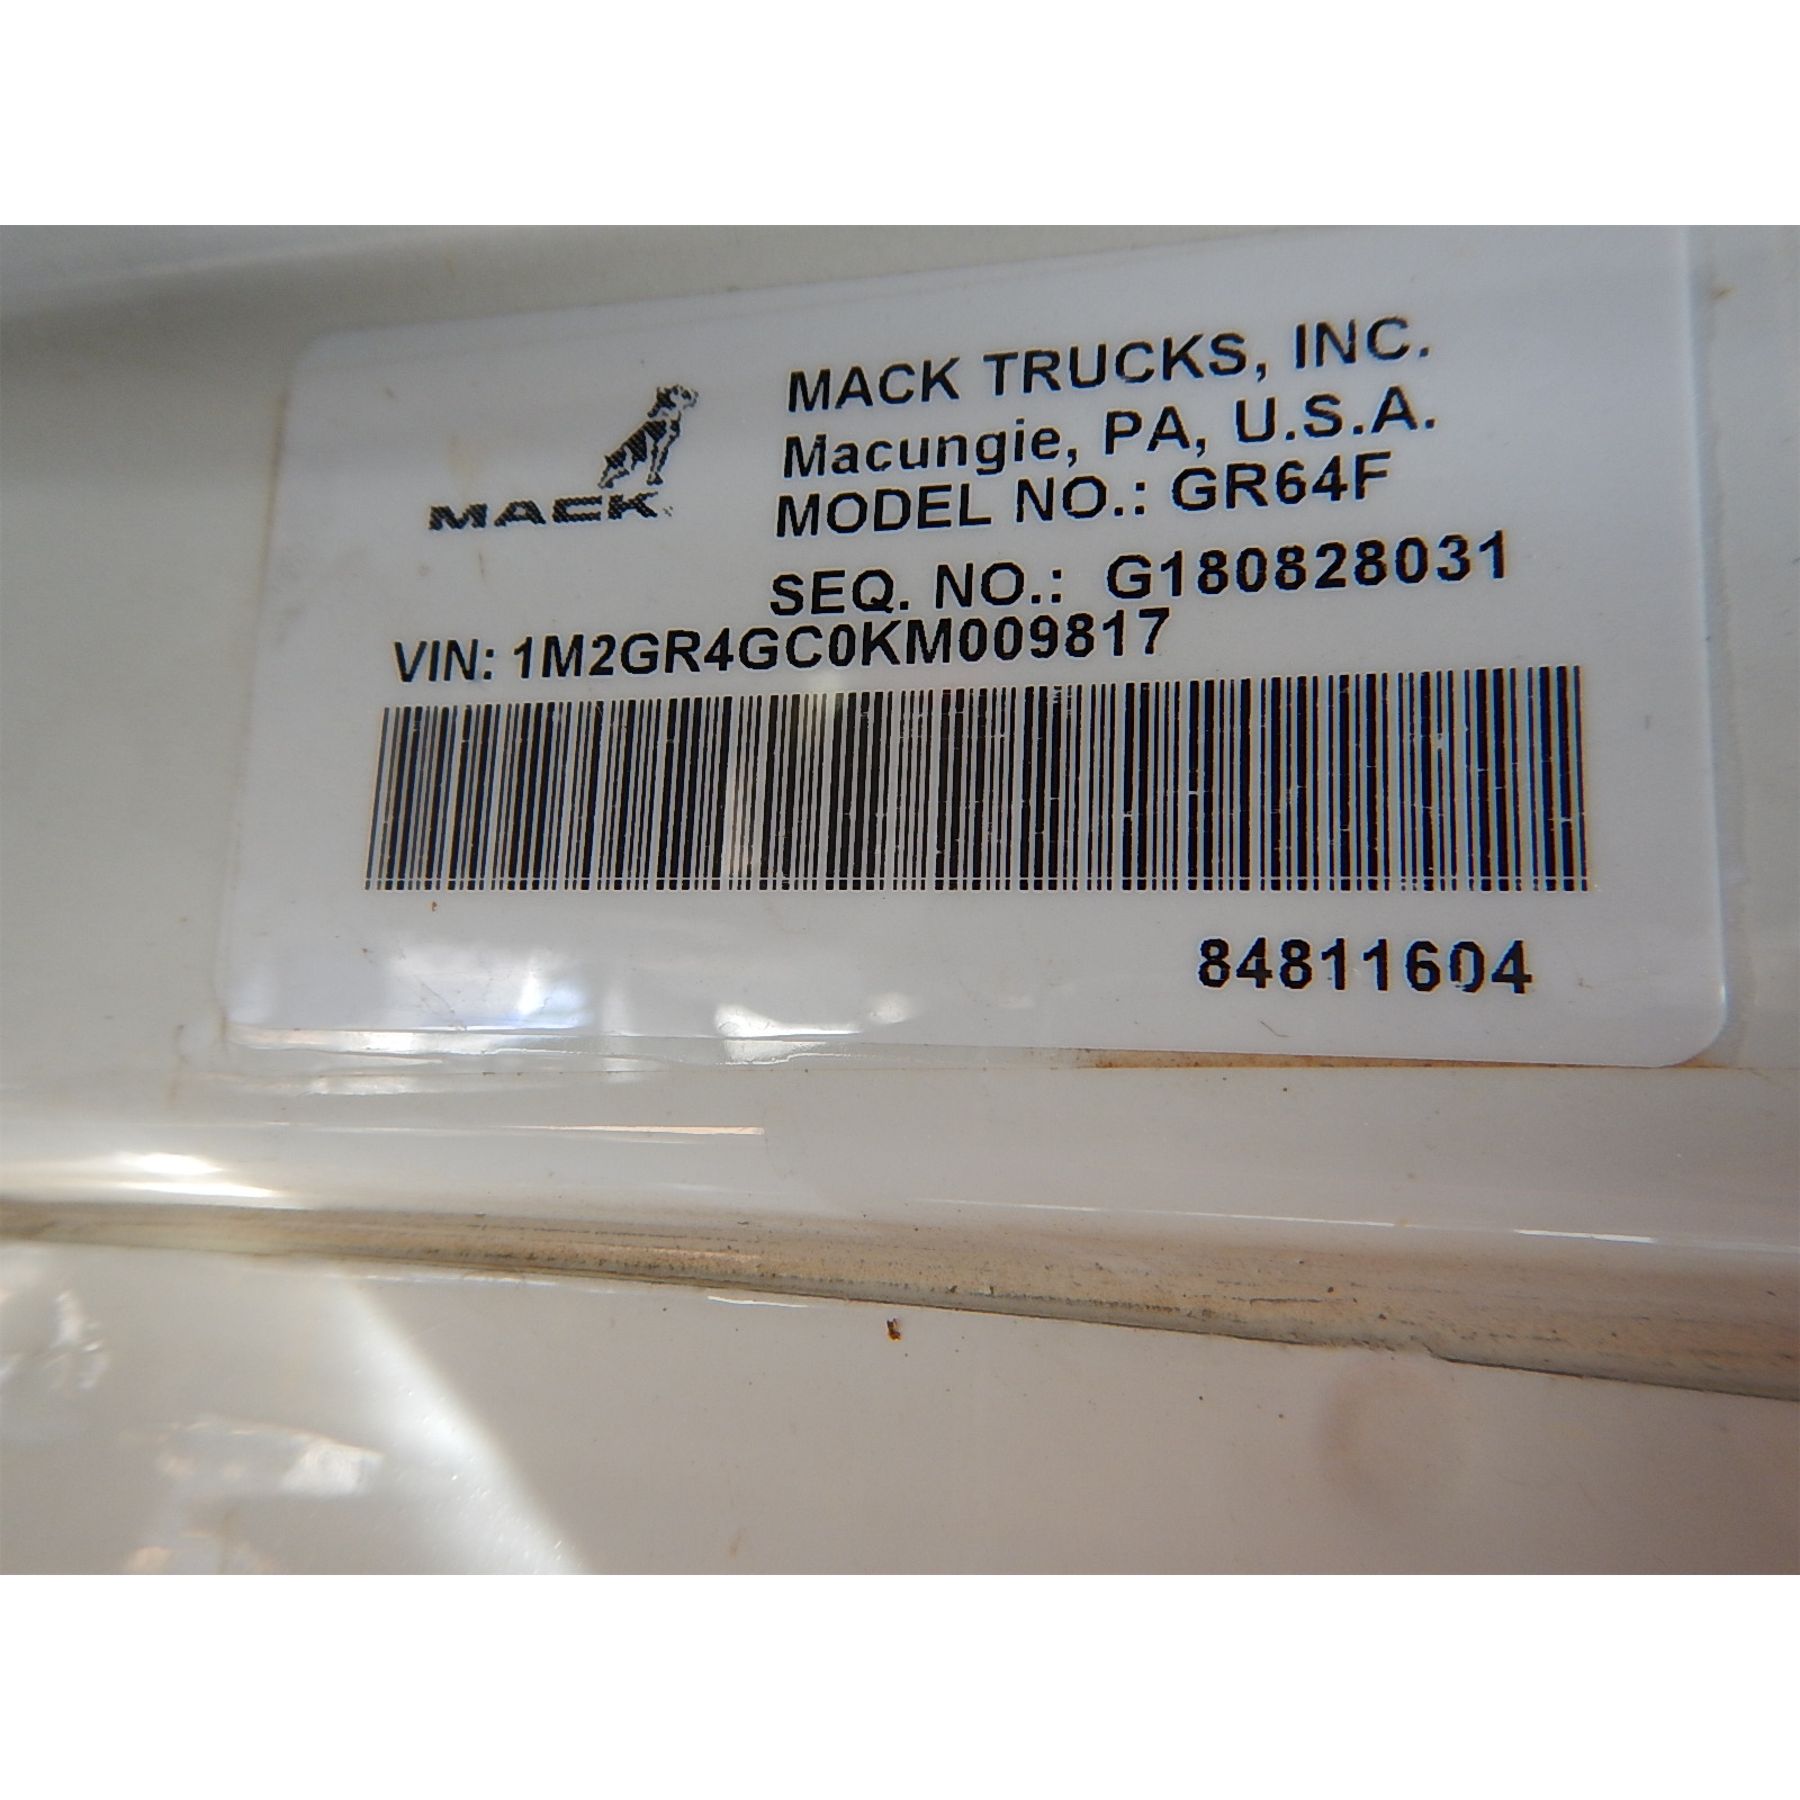 MACK TRUCKS, INC.
Macungie, PA, U.S.A.
MACK
MODEL NO.: GR64F
SEQ. NO.: G180828031
VIN: 1M2GR4GC0KM009817
84811604